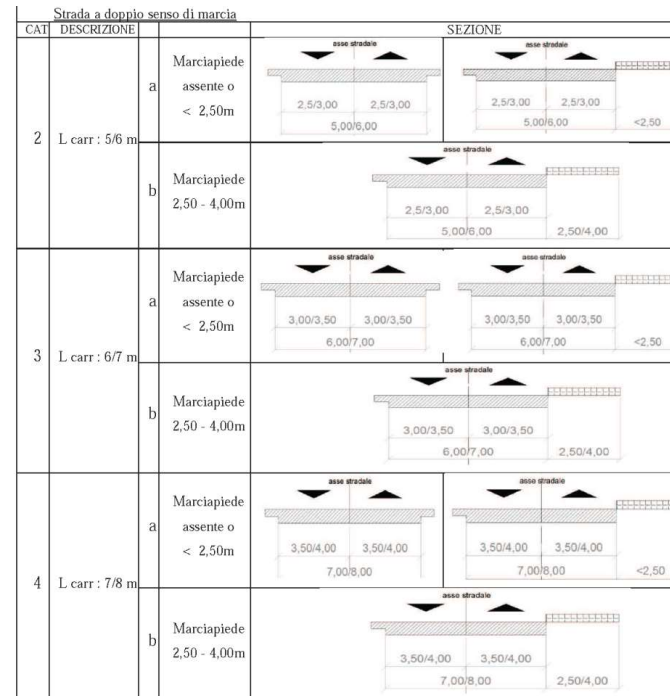 Strada a doppio senso di marcia
CAT DESCRIZIONE SEZIONE
2
L carr : 5/6 m
a
Marciapiede
assente o
< 2,50m
asse stradale
2,5/3,00 2,5/3,00
5,00/6,00
asse stradale
2,5/3,00 2,5/3,00
5,00/6,00 <2,50
b
Marciapiede
2,50 - 4,00m
asse stradale
2,5/3,00 2,5/3,00
5,00/6,00 2,50/4,00
3
L carr : 6/7 m
a
Marciapiede
assente o
< 2,50m
asse stradale
3,00/3,50 3,00/3,50
6,00/7,00
asse stradale
3,00/3,50 3,00/3,50
6,00/7,00 <2,50
b
Marciapiede
2,50 - 4,00m
asse stradale
3,00/3,50 3,00/3,50
6,00/7,00 2,50/4,00
4
L carr : 7/8 m
a
Marciapiede
assente o
< 2,50m
asse stradale
3,50/4,00 3,50/4,00
7,00/8,00
asse stradale
3,50/4,00 3,50/4,00
7,00/8,00 <2,50
b
Marciapiede
2,50 - 4,00m
asse stradale
3,50/4,00 3,50/4,00
7,00/8,00 2,50/4,00